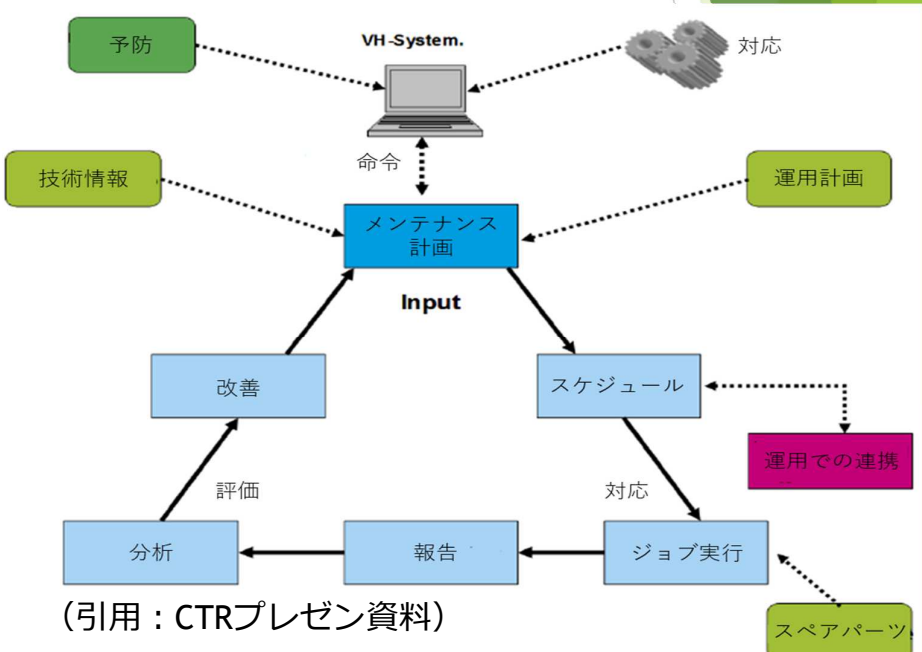 予防
VH-System.
対応
命令
技術情報
運用計画
メンテナンス
計画
Input
改善
スケジュール
運用での連携
評価
対応
分析
報告
ジョブ実行
（引用：CTRプレゼン資料）
スペアパーツ